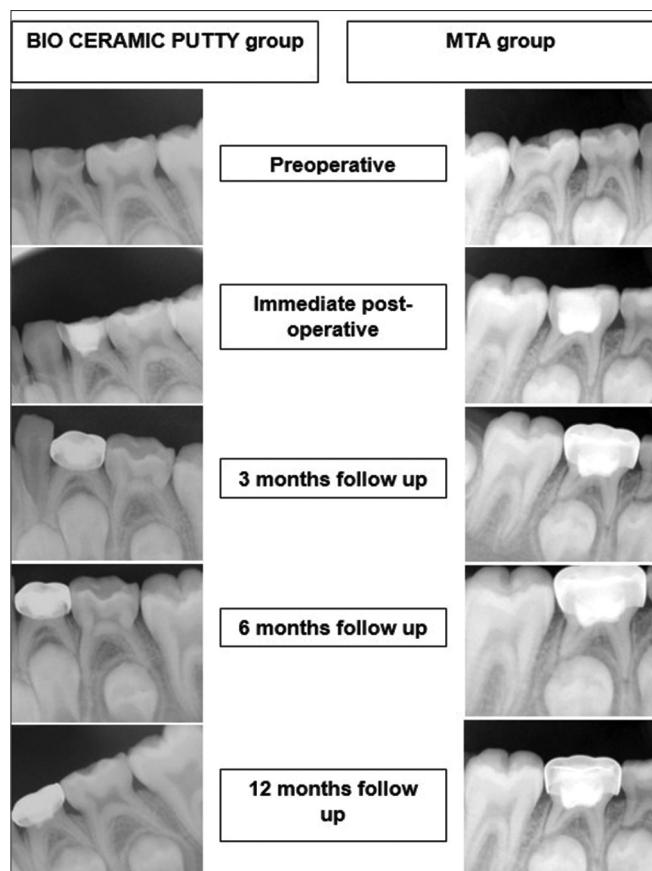 BIO CERAMIC PUTTY group
MTA group
Preoperative
Immediate post-
operative
3 months follow up
6 months follow up
12 months follow
up